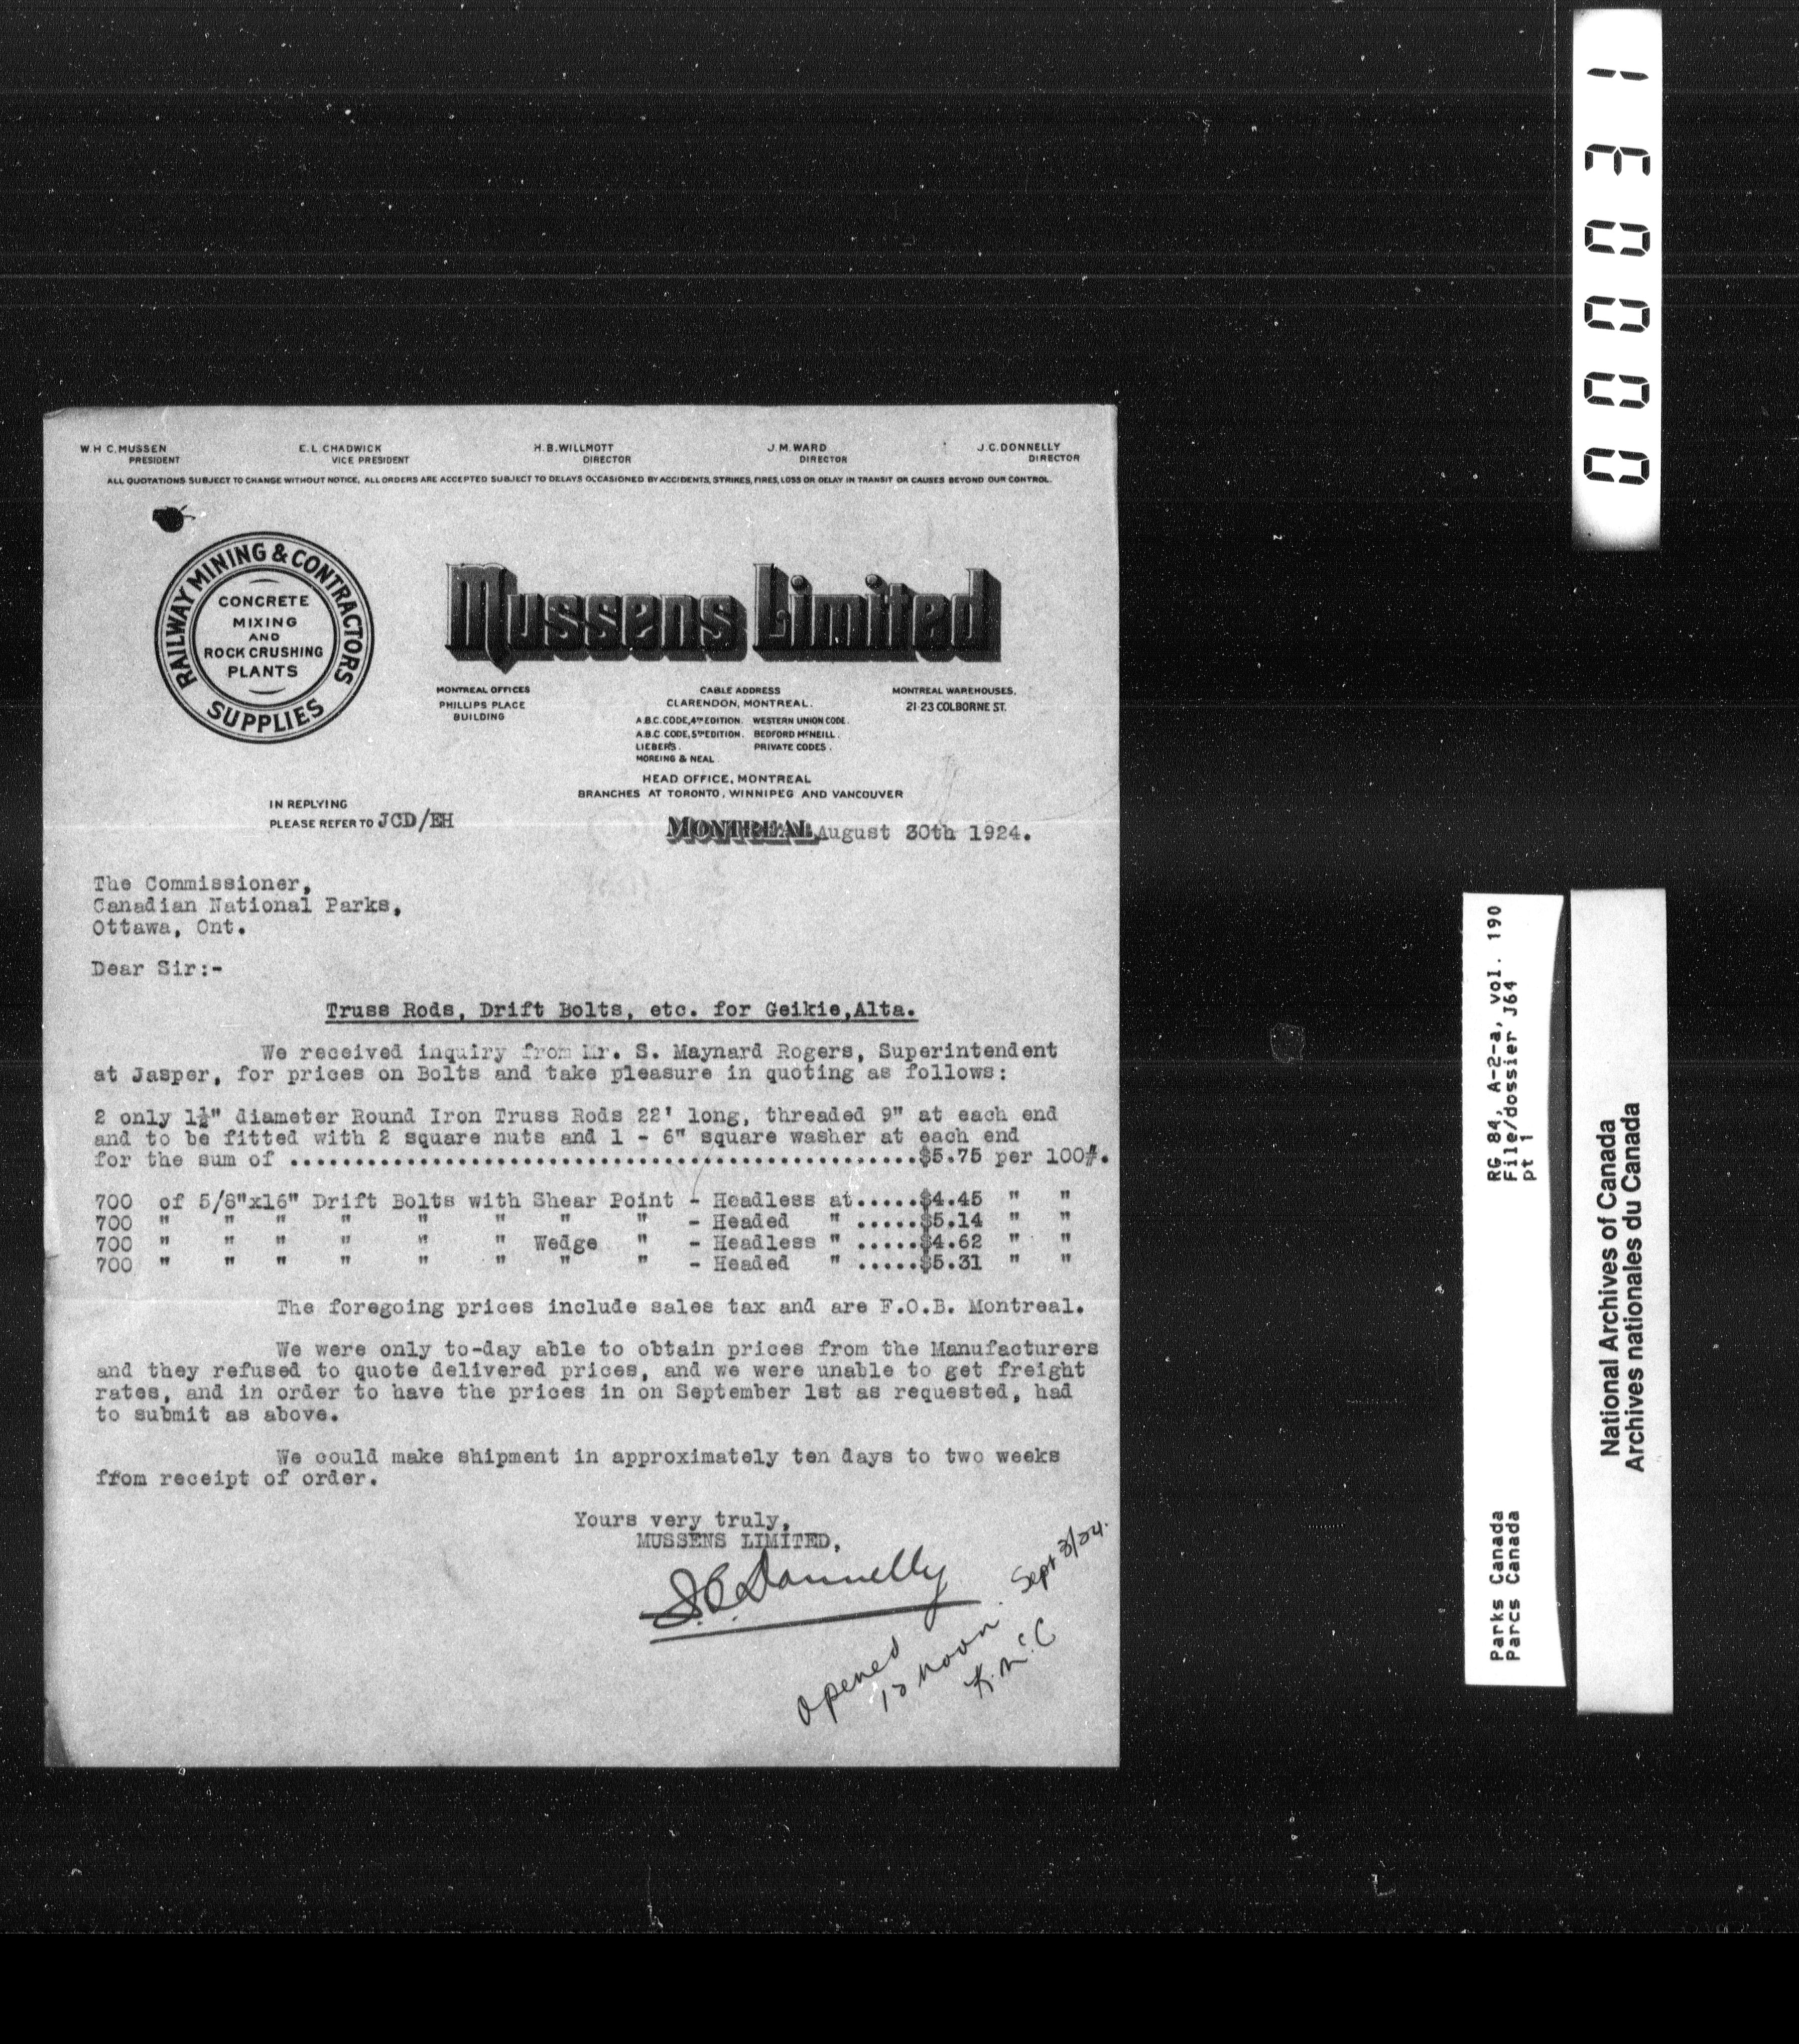 W.H.C. MUSSEN
PRESIDENT
E.L. CHADWICK
VICE PRESIDENT
H.B. WILLMOTT
DIRECTOR
J.M. WARD
DIRECTOR
J.C. DONNELLY
DIRECTOR
ALL QUOTATIONS SUBJECT TO CHANGE WITHOUT NOTICE, ALL ORDERS ARE ACCEPTED SUBJECT TO DELAYS OCCASIONED BY ACCIDENTS, STRIKES, FIRES, LOSS OR DELAY IN TRANSIT OR CAUSES BEYOND OUR CONTROL.
RAILWAY MINING & CONTRACTORS SUPPLIES
CONCRETE
MIXING
AND
ROCK CRUSHING
PLANTS
Mussens Limited
MONTREAL OFFICES
PHILLIPS PLACE
BUILDING
CABLE ADDRESS
CLARENDON, MONTREAL.
A.B.C. CODE, 4TH EDITION. WESTERN UNION CODE.
A.B.C. CODE, 5TH EDITION. BEDFORD McNEILL.
LIEBER'S. PRIVATE CODES.
MOREING & NEAL
MONTREAL WAREHOUSES,
21-23 COLBORNE ST.
HEAD OFFICE, MONTREAL
BRANCHES AT TORONTO, WINNIPEG AND VANCOUVER
IN REPLYING
PLEASE REFER TO JCD/EH
MONTREAL August 30th 1924.
The Commissioner,
Canadian National Parks,
Ottawa, Ont.
Dear Sir:-
Truss Rods, Drift Bolts, etc. for Geikie,Alta.
We received inquiry from Mr. S. Maynard Rogers, Superintendent
at Jasper, for prices on Bolts and take pleasure in quoting as follows:
2 only 1½" diameter Round Iron Truss Rods 22' long, threaded 9" at each end
and to be fitted with 2 square nuts and 1 - 6" square washer at each end
for the sum of ................................................$5.75 per 100#.
700 of 5/8"x16" Drift Bolts with Shear Point - Headless at.....$4.45 " "
700 " " " " " " " " - Headed " .....$5.14 " "
700 " " " " " " Wedge " - Headless " .....$4.62 " "
700 " " " " " " " " - Headed " .....$5.31 " "
The foregoing prices include sales tax and are F.O.B. Montreal.
We were only to-day able to obtain prices from the Manufacturers
and they refused to quote delivered prices, and we were unable to get freight
rates, and in order to have the prices in on September 1st as requested, had
to submit as above.
We could make shipment in approximately ten days to two weeks
from receipt of order.
Yours very truly,
MUSSENS LIMITED,
J.C. Donnelly
opened
12 noon. Sept 3/24.
K. McC
000031
RG 84, A-2-a, vol. 190
File/dossier J64
pt 1
Parks Canada
Parcs Canada
National Archives of Canada
Archives nationales du Canada